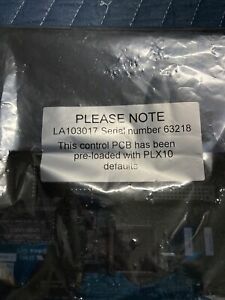 PLEASE NOTE
LA103017 Serial number 63218
This control PCB has been
pre-loaded with PLX10
defaults